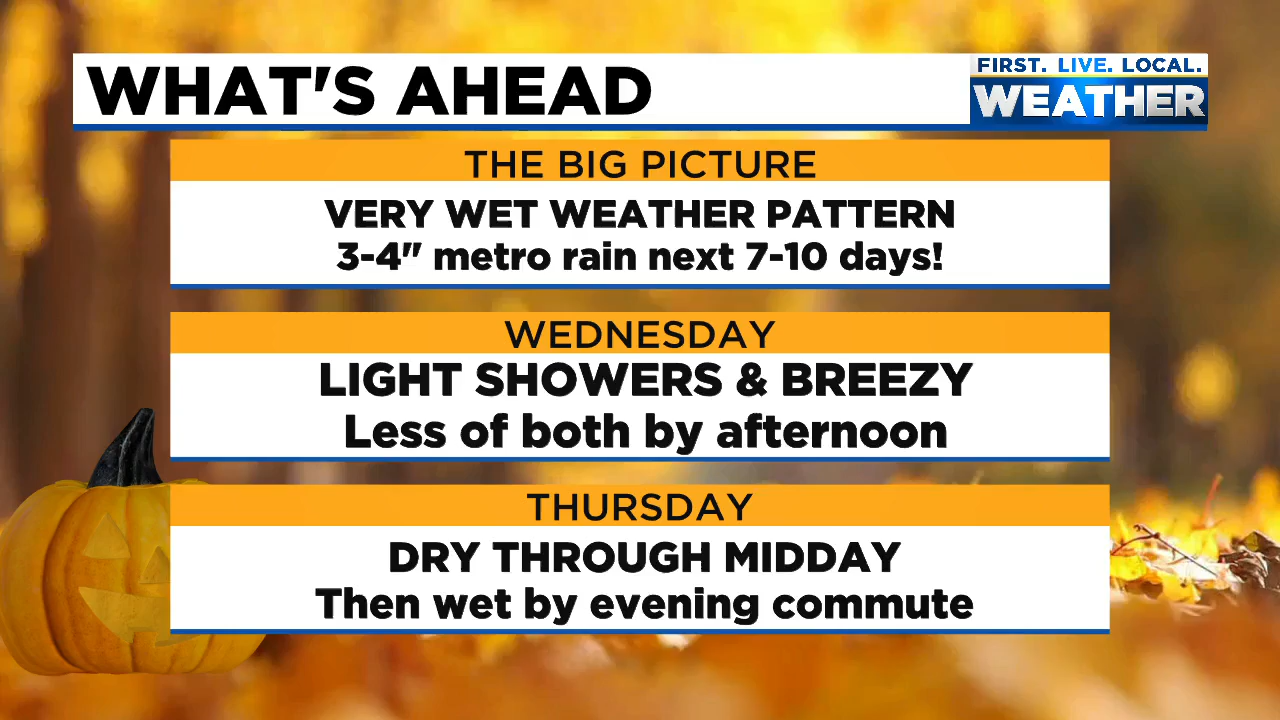 WHAT'S AHEAD
FIRST. LIVE. LOCAL.
WEATHER
THE BIG PICTURE
VERY WET WEATHER PATTERN
3-4" metro rain next 7-10 days!
WEDNESDAY
LIGHT SHOWERS & BREEZY
Less of both by afternoon
THURSDAY
DRY THROUGH MIDDAY
Then wet by evening commute